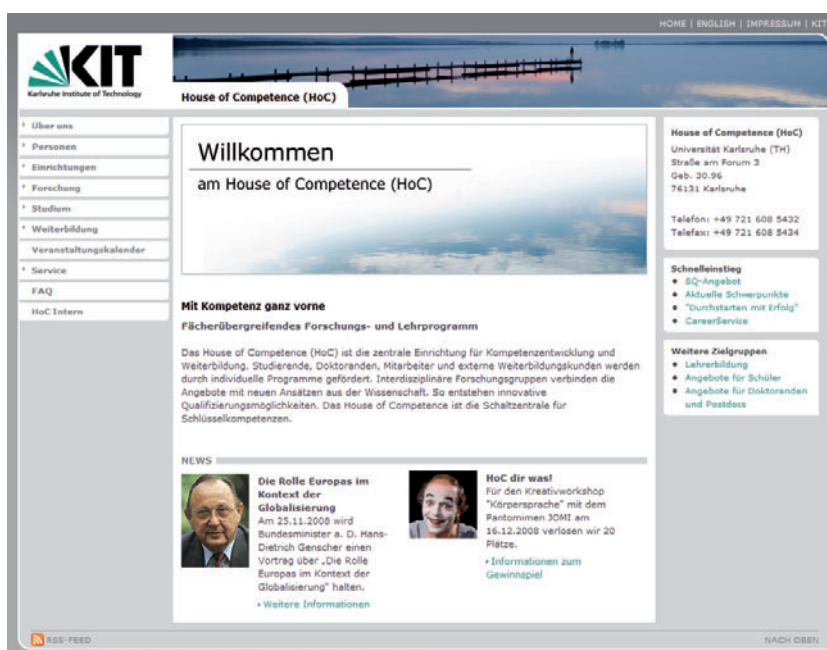 HOME | ENGLISH | IMPRESSUM | KIT
KIT
Karlsruhe Institute of Technology
House of Competence (HoC)
Über uns
Personen
Einrichtungen
Forschung
Studium
Weiterbildung
Veranstaltungskalender
Service
FAQ
HoC Intern
Willkommen
am House of Competence (HoC)
Mit Kompetenz ganz vorne
Fächerübergreifendes Forschungs- und Lehrprogramm
Das House of Competence (HoC) ist die zentrale Einrichtung für Kompetenzentwicklung und
Weiterbildung. Studierende, Doktoranden, Mitarbeiter und externe Weiterbildungskunden werden
durch individuelle Programme gefördert. Interdisziplinäre Forschungsgruppen verbinden die
Angebote mit neuen Ansätzen aus der Wissenschaft. So entstehen innovative
Qualifizierungsmöglichkeiten. Das House of Competence ist die Schaltzentrale für
Schlüsselkompetenzen.
NEWS
Die Rolle Europas im
Kontext der
Globalisierung
Am 25.11.2008 wird
Bundesminister a. D. Hans-
Dietrich Genscher einen
Vortrag über „Die Rolle
Europas im Kontext der
Globalisierung" halten.
Weitere Informationen
HoC dir was!
Für den Kreativworkshop
"Körpersprache" mit dem
Pantomimen JOMI am
16.12.2008 verlosen wir 20
Plätze.
Informationen zum
Gewinnspiel
House of Competence (HoC)
Universität Karlsruhe (TH)
Straße am Forum 3
Geb. 30.96
76131 Karlsruhe
Telefon: +49 721 608 5432
Telefax: +49 721 608 5434
Schnelleinstieg
SQ-Angebot
Aktuelle Schwerpunkte
"Durchstarten mit Erfolg"
CareerService
Weitere Zielgruppen
Lehrerbildung
Angebote für Schüler
Angebote für Doktoranden
und Postdocs
RSS-FEED
NACH OBEN